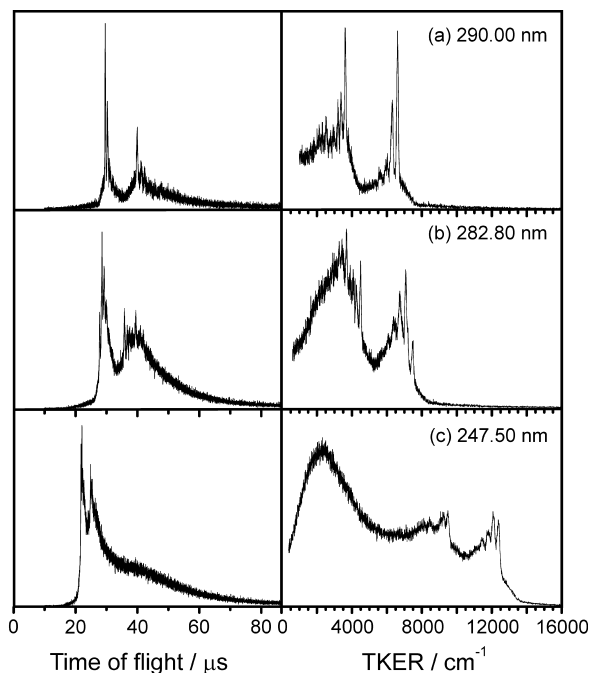 (a) 290.00 nm
(b) 282.80 nm
(c) 247.50 nm
0 20 40 60 80 0 4000 8000 12000 16000
Time of flight / μs TKER / cm⁻¹